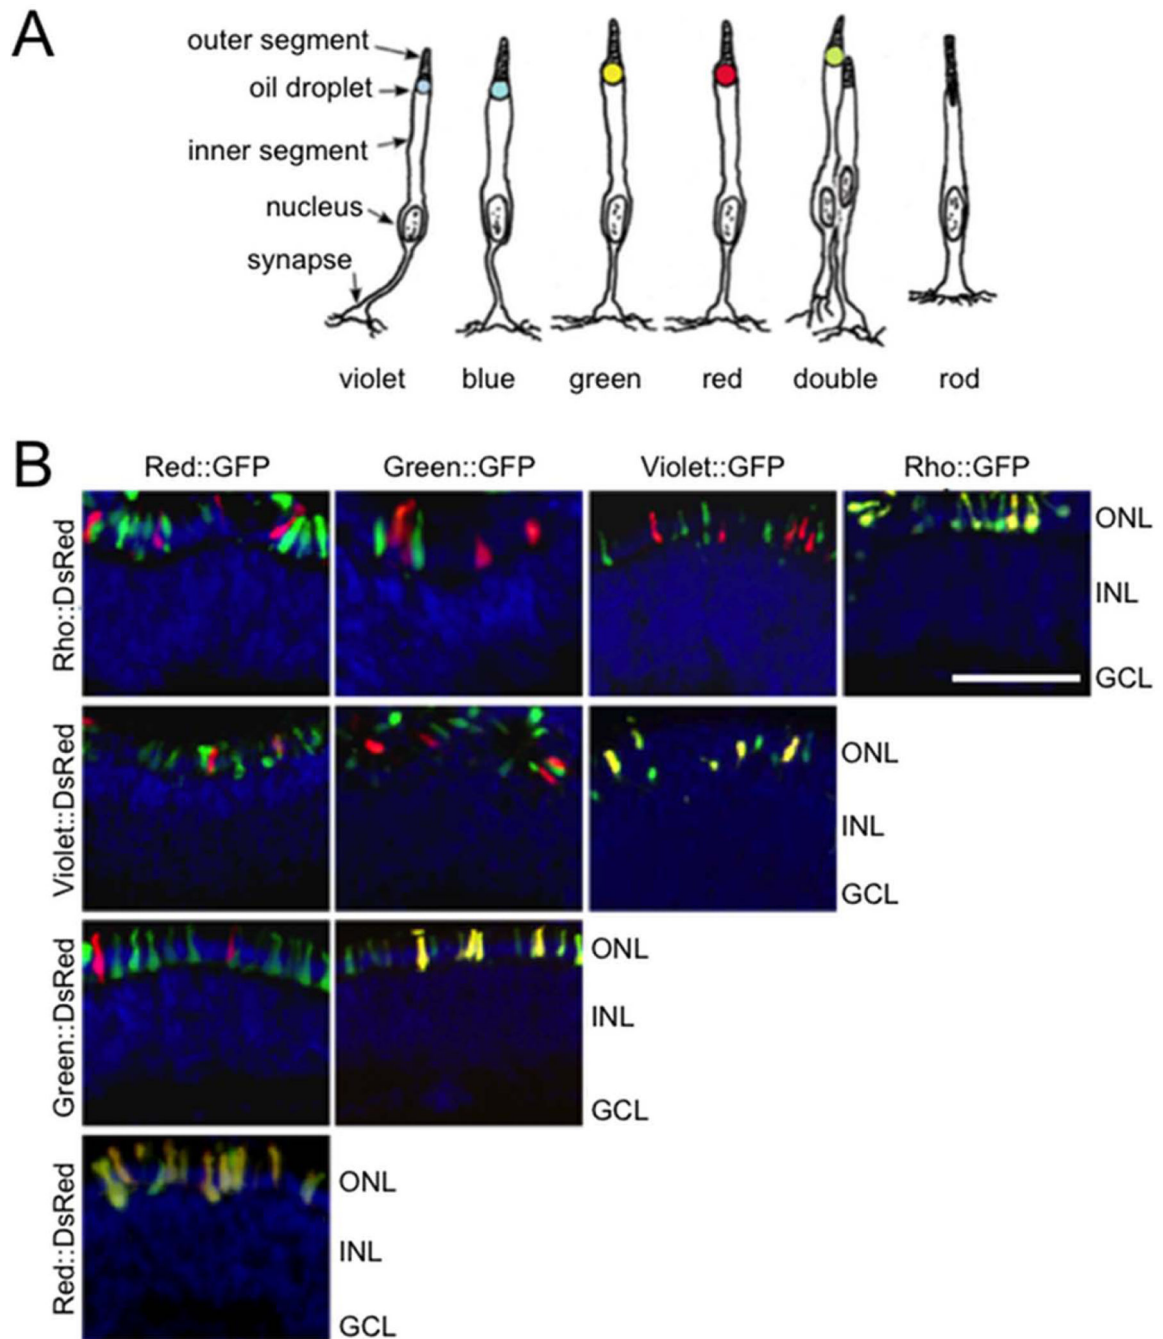 A
outer segment
oil droplet
inner segment
nucleus
synapse
violet blue green red double rod
B
Red::GFP Green::GFP Violet::GFP Rho::GFP
Rho::DsRed
ONL
INL
GCL
Violet::DsRed
ONL
INL
GCL
Green::DsRed
ONL
INL
GCL
Red::DsRed
ONL
INL
GCL